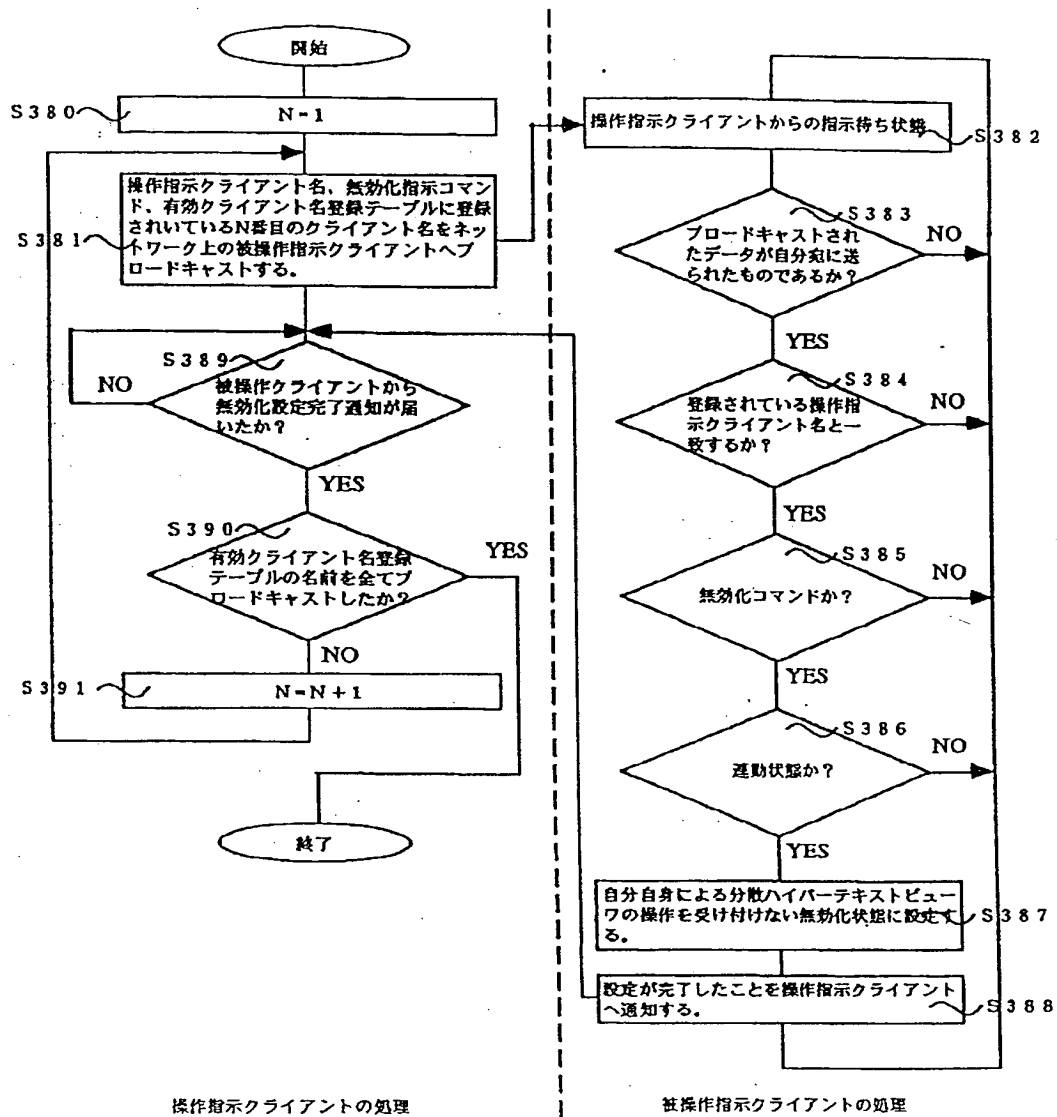 開始
S380
N-1
S381
操作指示クライアント名、無効化指示コマン
ド、有効クライアント名登録テーブルに登録
されいているN番目のクライアント名をネッ
トワーク上の被操作指示クライアントへブ
ロードキャストする。
S389
NO
被操作クライアントから
無効化設定完了通知が届
いたか?
YES
S390
YES
有効クライアント名登録
テーブルの名前を全てブ
ロードキャストしたか?
NO
S391
N=N+1
終了
操作指示クライアントの処理
操作指示クライアントからの指示待ち状態
S382
S383
NO
ブロードキャストされ
たデータが自分宛に送
られたものであるか?
YES
S384
NO
登録されている操作指
示クライアント名と一
致するか?
YES
S385
NO
無効化コマンドか?
YES
S386
NO
連動状態か?
YES
自分自身による分散ハイパーテキストビュー
ワの操作を受け付けない無効化状態に設定す
る。
S387
設定が完了したことを操作指示クライアント
へ通知する。
S388
被操作指示クライアントの処理